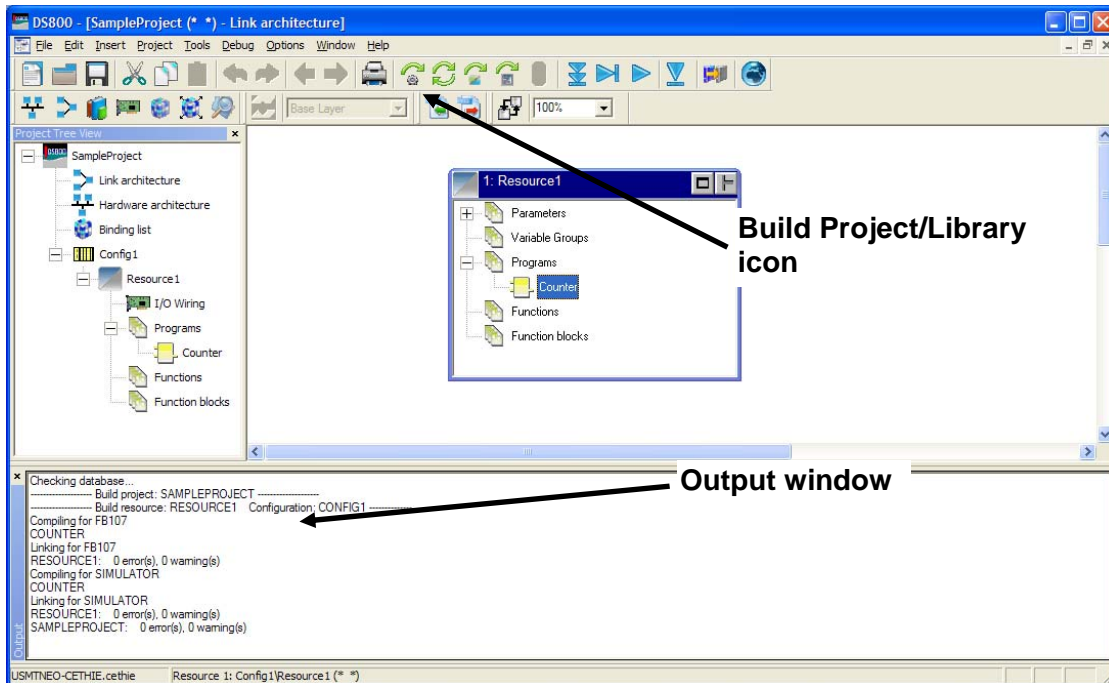 DS800 - [SampleProject (* *) - Link architecture]
File Edit Insert Project Tools Debug Options Window Help
Base Layer
100%
Project Tree View
SampleProject
Link architecture
Hardware architecture
Binding list
Config1
Resource1
I/O Wiring
Programs
Counter
Functions
Function blocks
1: Resource1
Parameters
Variable Groups
Programs
Counter
Functions
Function blocks
Build Project/Library
icon
Output window
Checking database...
-------------------- Build project: SAMPLEPROJECT --------------------
-------------------- Build resource: RESOURCE1 Configuration: CONFIG1 --------------
Compiling for FB107
COUNTER
Linking for FB107
RESOURCE1: 0 error(s), 0 warning(s)
Compiling for SIMULATOR
COUNTER
Linking for SIMULATOR
RESOURCE1: 0 error(s), 0 warning(s)
SAMPLEPROJECT: 0 error(s), 0 warning(s)
Output
USMTNEO-CETHIE.cethie Resource 1: Config1\Resource1 (* *)